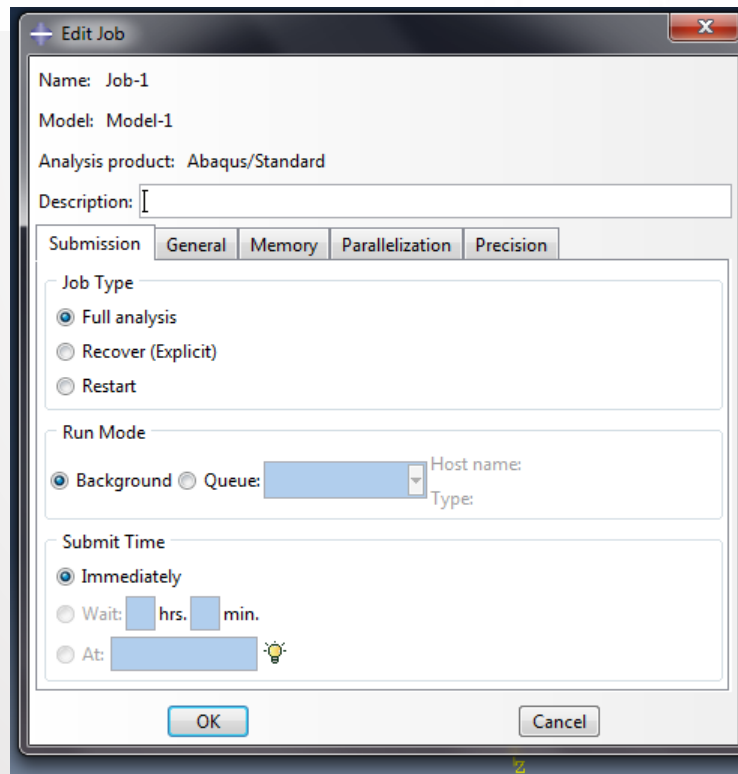 Edit Job
Name: Job-1
Model: Model-1
Analysis product: Abaqus/Standard
Description:
Submission General Memory Parallelization Precision
Job Type
Full analysis
Recover (Explicit)
Restart
Run Mode
Background Queue: Host name:
Type:
Submit Time
Immediately
Wait: hrs. min.
At:
OK Cancel
z